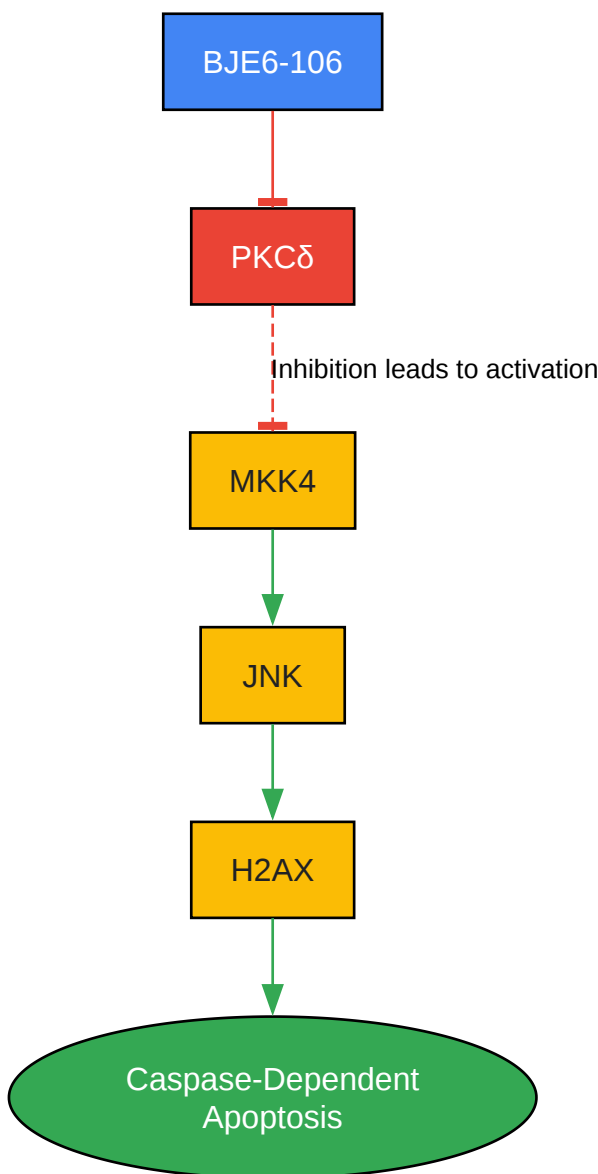 BJE6-106
PKCδ
Inhibition leads to activation
MKK4
JNK
H2AX
Caspase-Dependent
Apoptosis